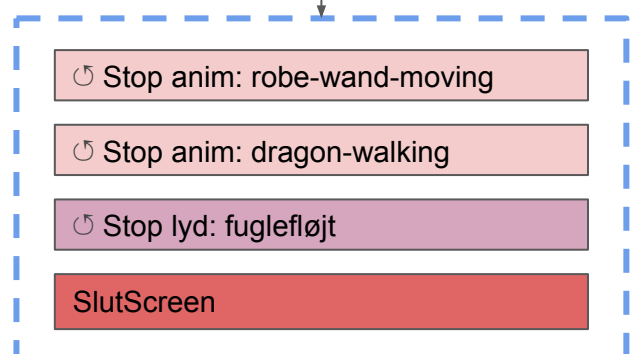 ↺ Stop anim: robe-wand-moving
↺ Stop anim: dragon-walking
↺ Stop lyd: fuglefløjt
SlutScreen